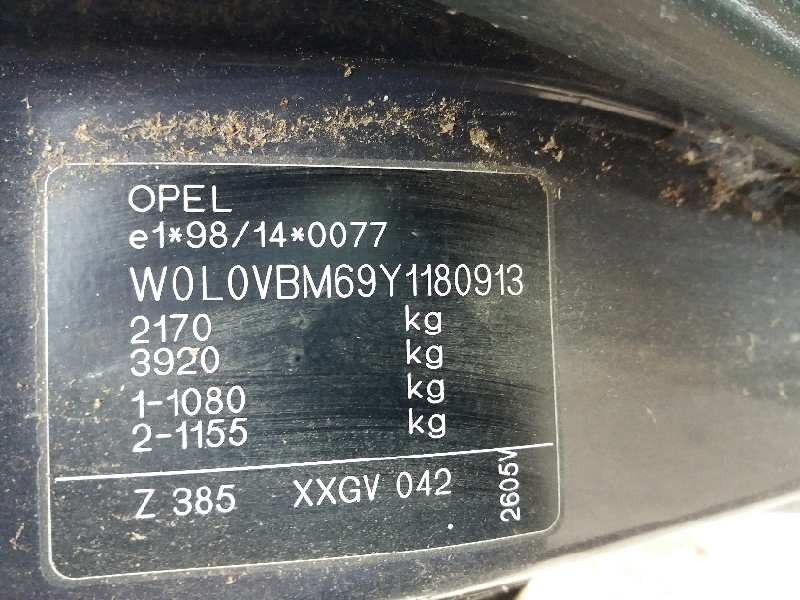 OPEL
e1*98/14*0077
W0L0VBM69Y1180913
2170 kg
3920 kg
1-1080 kg
2-1155 kg
Z 385 XXGV 042
2605V